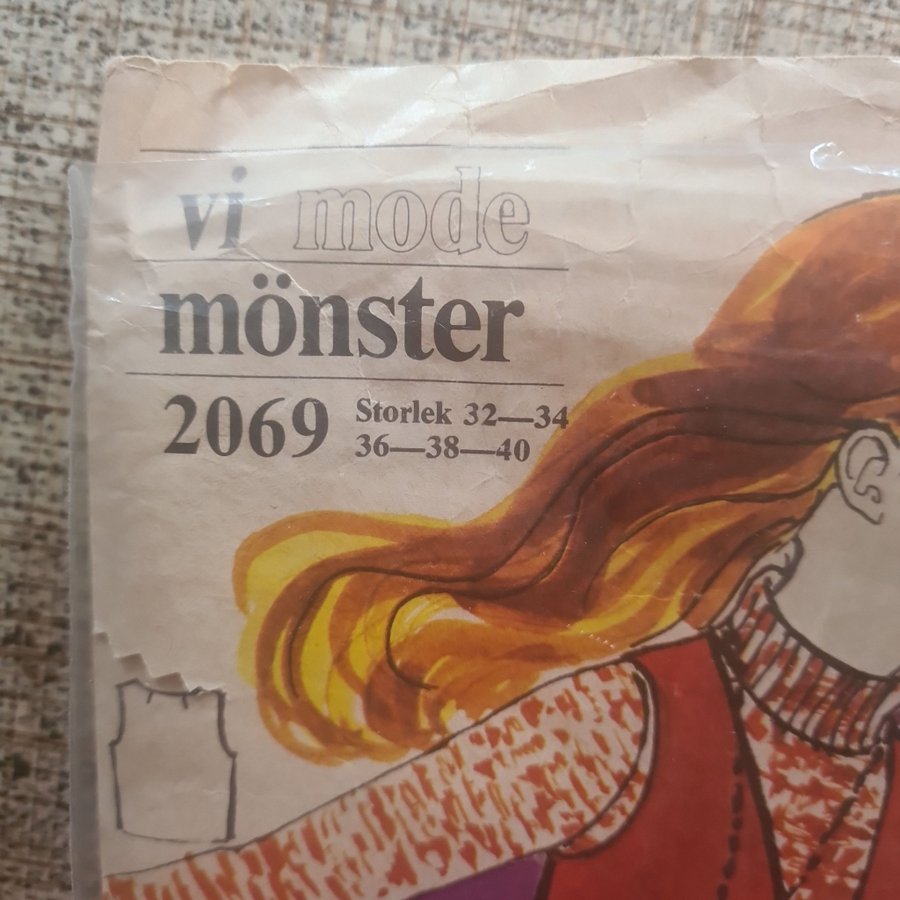 vi mode
mönster
2069 Storlek 32—34
36—38—40